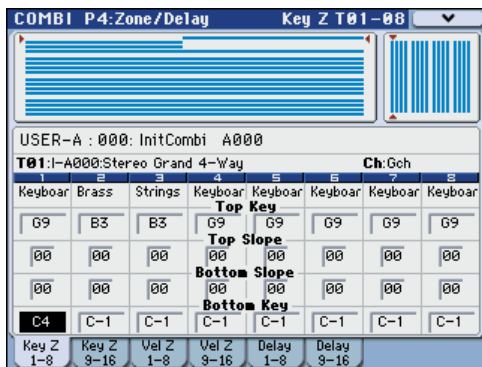 COMBI P4:Zone/Delay Key Z T01-08
USER-A : 000: InitCombi A000
T01:I-A000:Stereo Grand 4-Way Ch:Gch
1 2 3 4 5 6 7 8
Keyboar Brass Strings Keyboar Keyboar Keyboar Keyboar Keyboar
Top Key
G9 B3 B3 G9 G9 G9 G9 G9
Top Slope
00 00 00 00 00 00 00 00
Bottom Slope
00 00 00 00 00 00 00 00
Bottom Key
C4 C-1 C-1 C-1 C-1 C-1 C-1 C-1
Key Z 1-8 Key Z 9-16 Vel Z 1-8 Vel Z 9-16 Delay 1-8 Delay 9-16